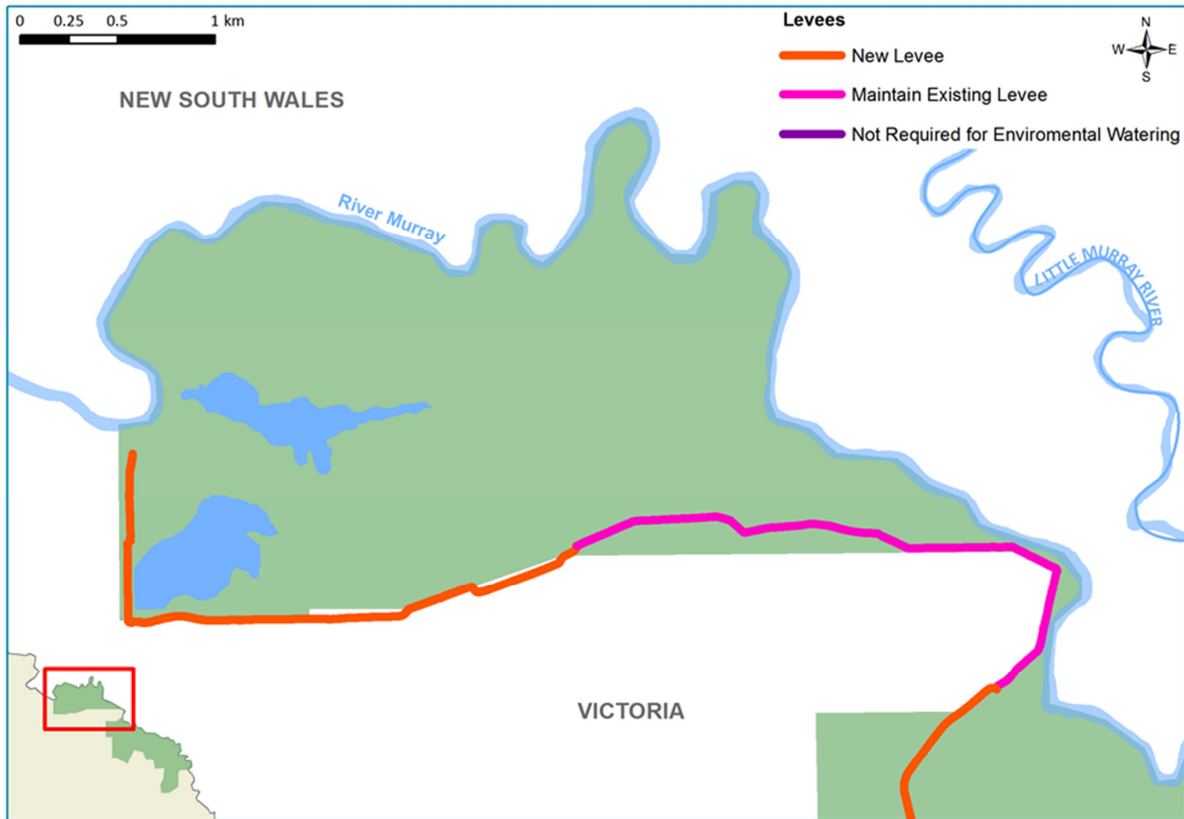 0 0.25 0.5 1 km
Levees
New Levee
Maintain Existing Levee
Not Required for Enviromental Watering
N
W E
S
NEW SOUTH WALES
River Murray
LITTLE MURRAY RIVER
VICTORIA